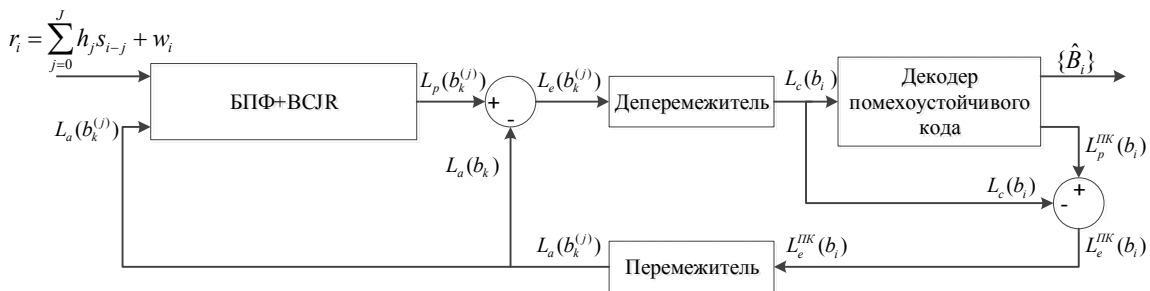 r_i = \sum_{j=0}^{J} h_j s_{i-j} + w_i
БПФ+BCJR
L_a(b_k^{(j)})
L_p(b_k^{(j)})
+
-
L_e(b_k^{(j)})
L_a(b_k)
Деперемежитель
L_c(b_i)
Декодер
помехоустойчивого
кода
{\hat{B}_i}
L_p^{ПК}(b_i)
+
-
L_c(b_i)
L_a(b_k^{(j)})
Перемежитель
L_e^{ПК}(b_i)
L_e^{ПК}(b_i)